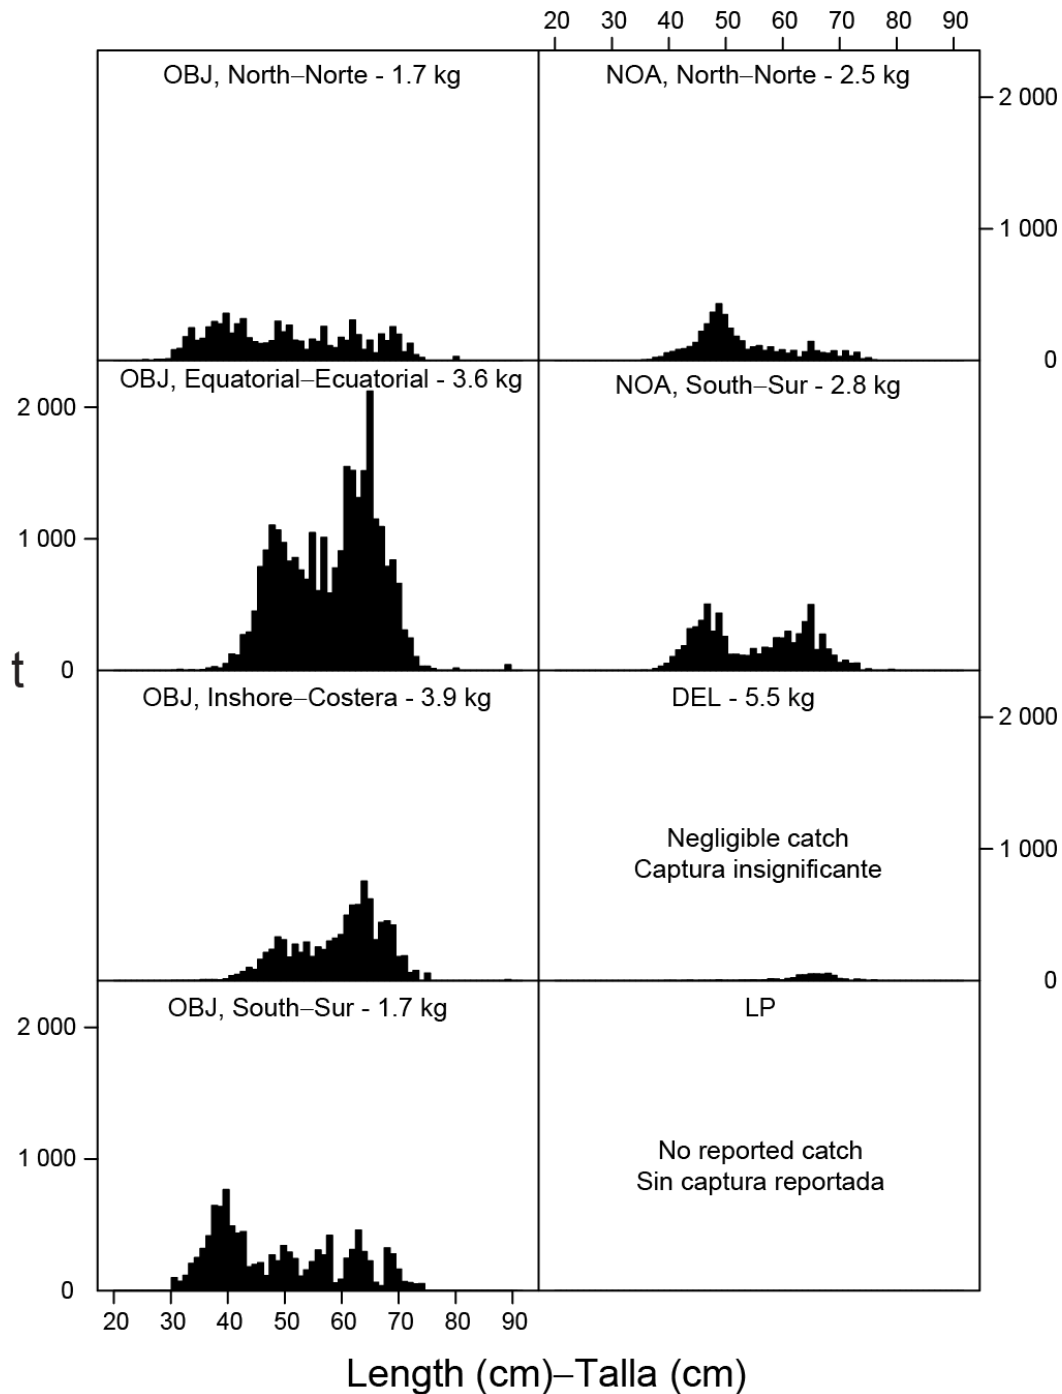 20 30 40 50 60 70 80 90
OBJ, North–Norte - 1.7 kg
NOA, North–Norte - 2.5 kg
2 000
1 000
0
OBJ, Equatorial–Ecuatorial - 3.6 kg
NOA, South–Sur - 2.8 kg
2 000
1 000
0
t
OBJ, Inshore–Costera - 3.9 kg
DEL - 5.5 kg
2 000
Negligible catch
1 000
Captura insignificante
0
OBJ, South–Sur - 1.7 kg
LP
2 000
1 000
No reported catch
Sin captura reportada
0
20 30 40 50 60 70 80 90
Length (cm)–Talla (cm)